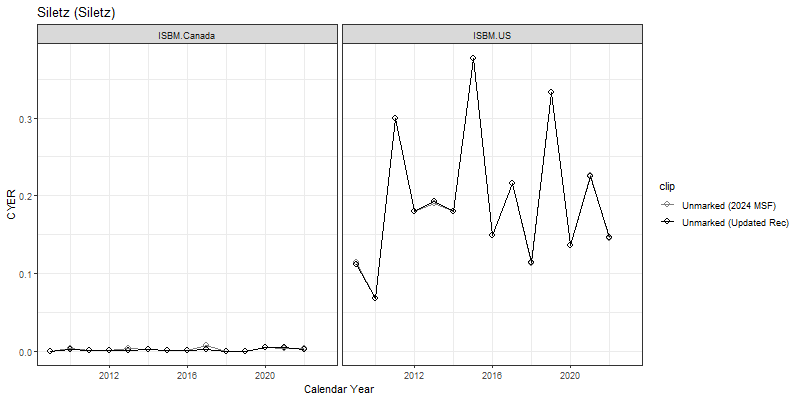 Siletz (Siletz)
ISBM.Canada
ISBM.US
CYER
0.3
0.2
0.1
0.0
2012
2016
2020
2012
2016
2020
Calendar Year
clip
Unmarked (2024 MSF)
Unmarked (Updated Rec)